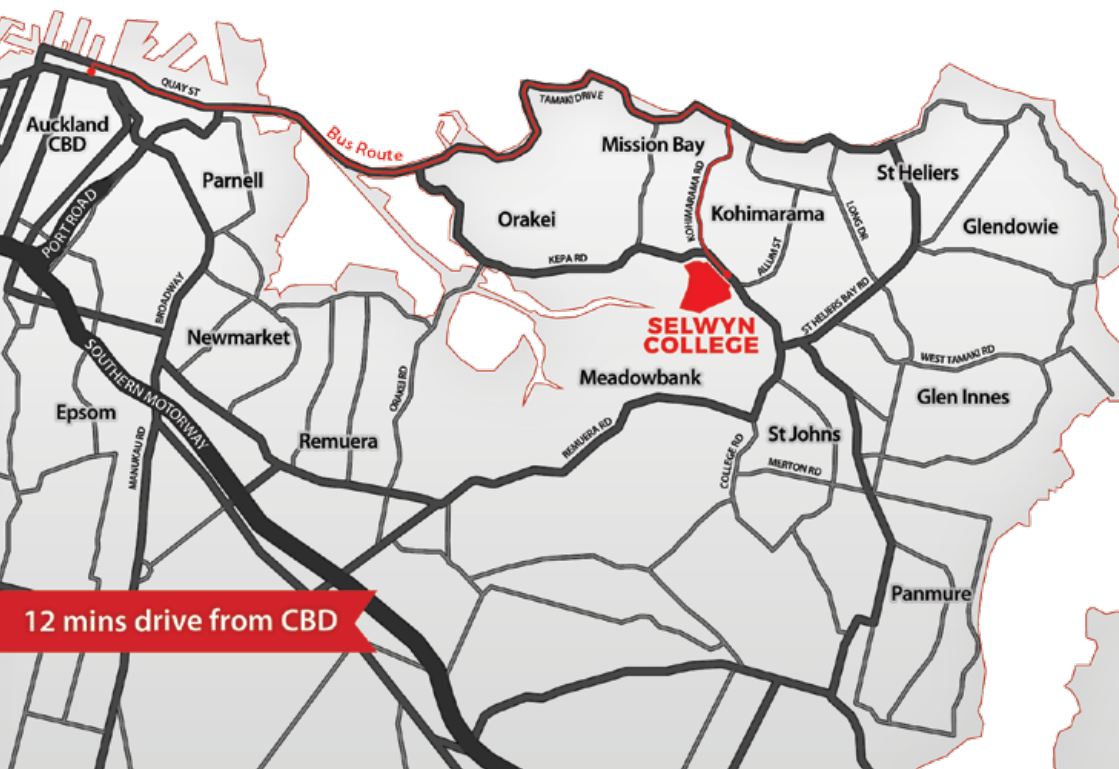 QUAY ST
Auckland
CBD
Bus Route
TAMAKI DRIVE
Mission Bay
Parnell
PORT ROAD
KOHIMARAMA RD
St Heliers
Orakei
Kohimarama
LONG DR
Glendowie
KEPA RD
ALLUM ST
BROADWAY
SELWYN
COLLEGE
ST HELIERS BAY RD
Newmarket
WEST TAMAKI RD
SOUTHERN MOTORWAY
Meadowbank
ORAKEI RD
Glen Innes
Epsom
Remuera
REMUERA RD
St Johns
MANUKAU RD
COLLEGE RD
MERTON RD
Panmure
12 mins drive from CBD